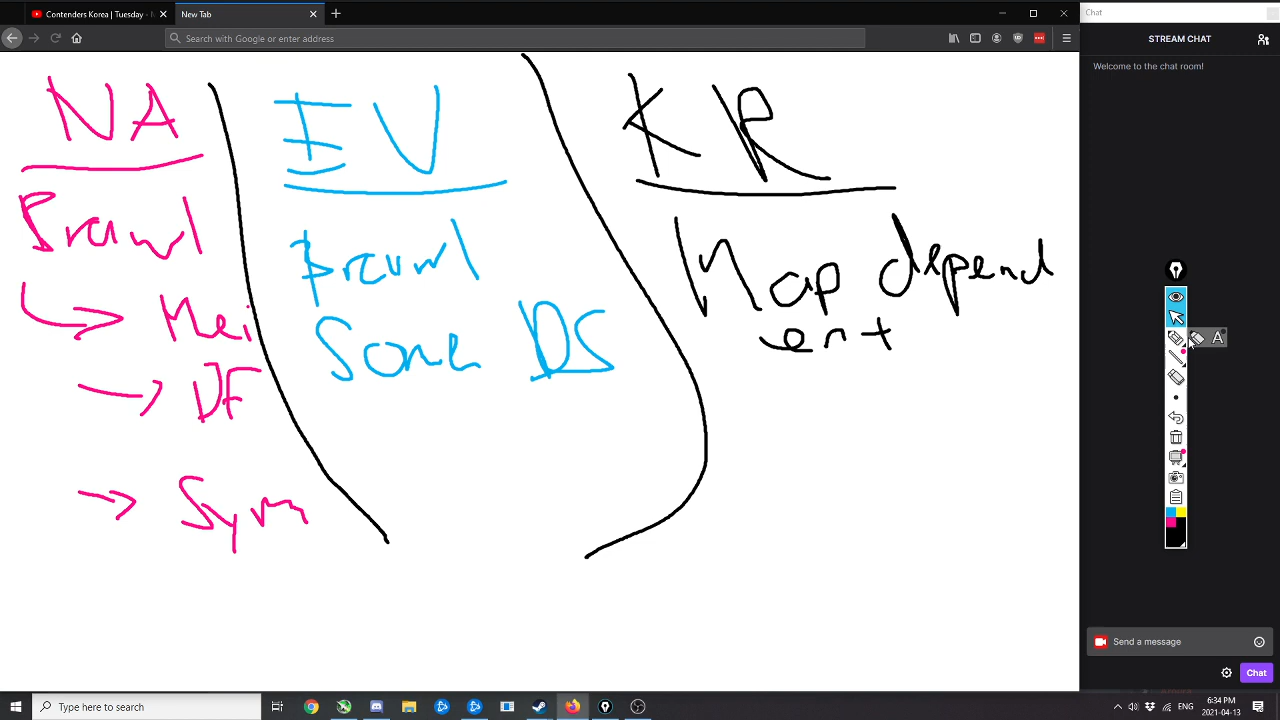 Contenders Korea | Tuesday - N
New Tab
Search with Google or enter address
NA
Brawl
Mei
DF
Sym
EU
Brawl
Some DS
KR
Map depend
ent
A
Chat
STREAM CHAT
Welcome to the chat room!
Send a message
Chat
Type here to search
ENG
6:34 PM
2021-04-13